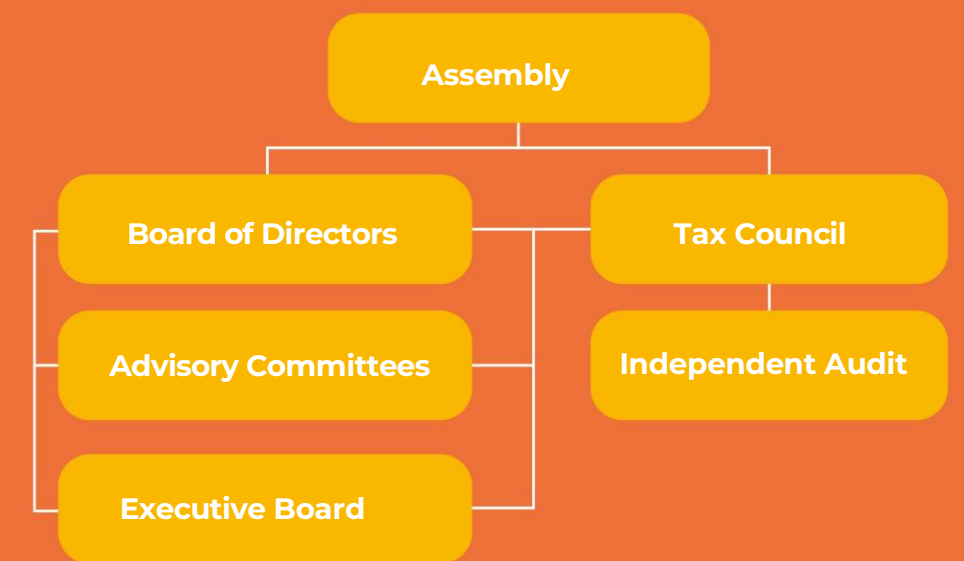 Assembly
Board of Directors
Tax Council
Advisory Committees
Independent Audit
Executive Board